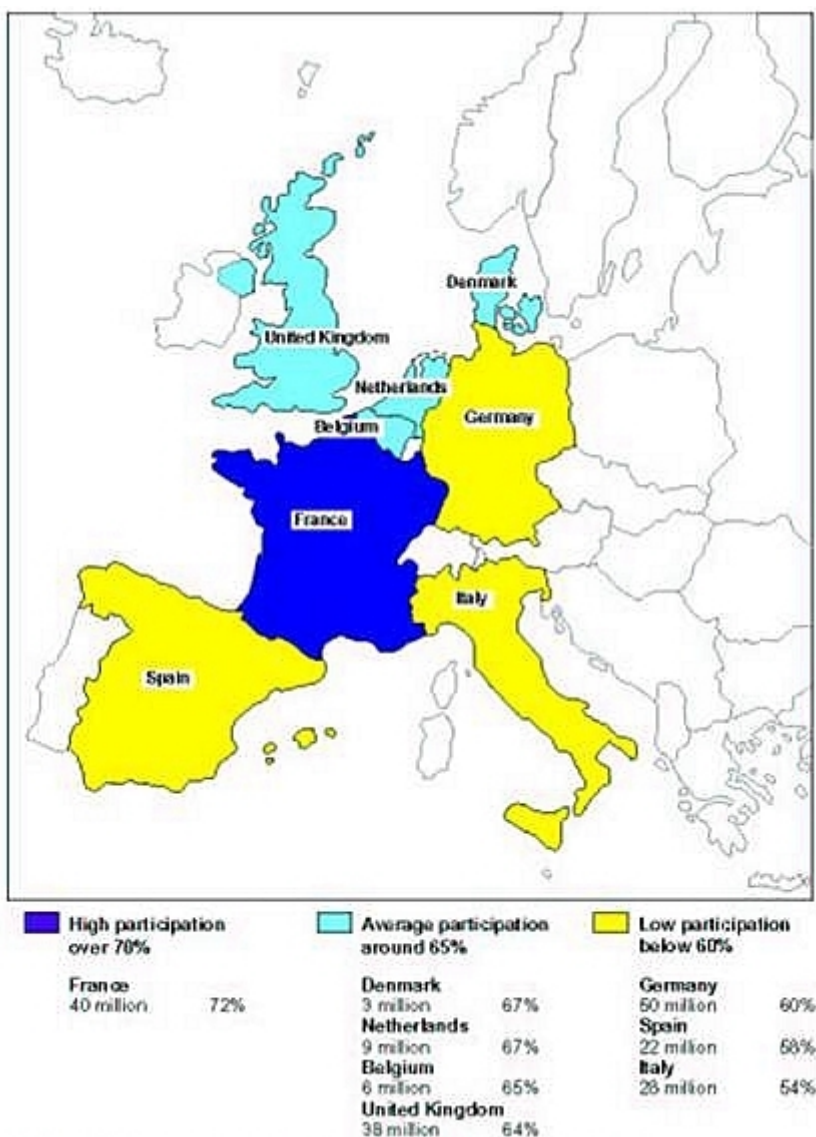 Denmark
United Kingdom
Netherlands
Belgium
Germany
France
Italy
Spain
High participation
over 70%
France
40 million 72%
Average participation
around 65%
Denmark
3 million 67%
Netherlands
9 million 67%
Belgium
6 million 65%
United Kingdom
38 million 64%
Low participation
below 60%
Germany
50 million 60%
Spain
22 million 58%
Italy
28 million 54%